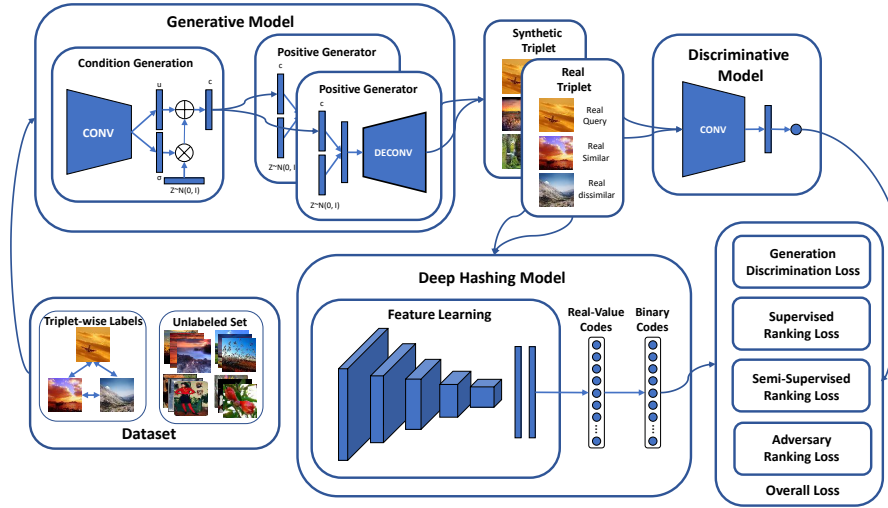 Generative Model
Condition Generation
CONV
u
c
σ
Z~N(0, I)
Positive Generator
c
Z~N(0, I)
Positive Generator
c
Z~N(0, I)
DECONV
Synthetic
Triplet
Real
Triplet
Real
Query
Real
Similar
Real
dissimilar
Discriminative
Model
CONV
Dataset
Triplet-wise Labels
Unlabeled Set
Deep Hashing Model
Feature Learning
Real-Value
Codes
Binary
Codes
Generation
Discrimination Loss
Supervised
Ranking Loss
Semi-Supervised
Ranking Loss
Adversary
Ranking Loss
Overall Loss